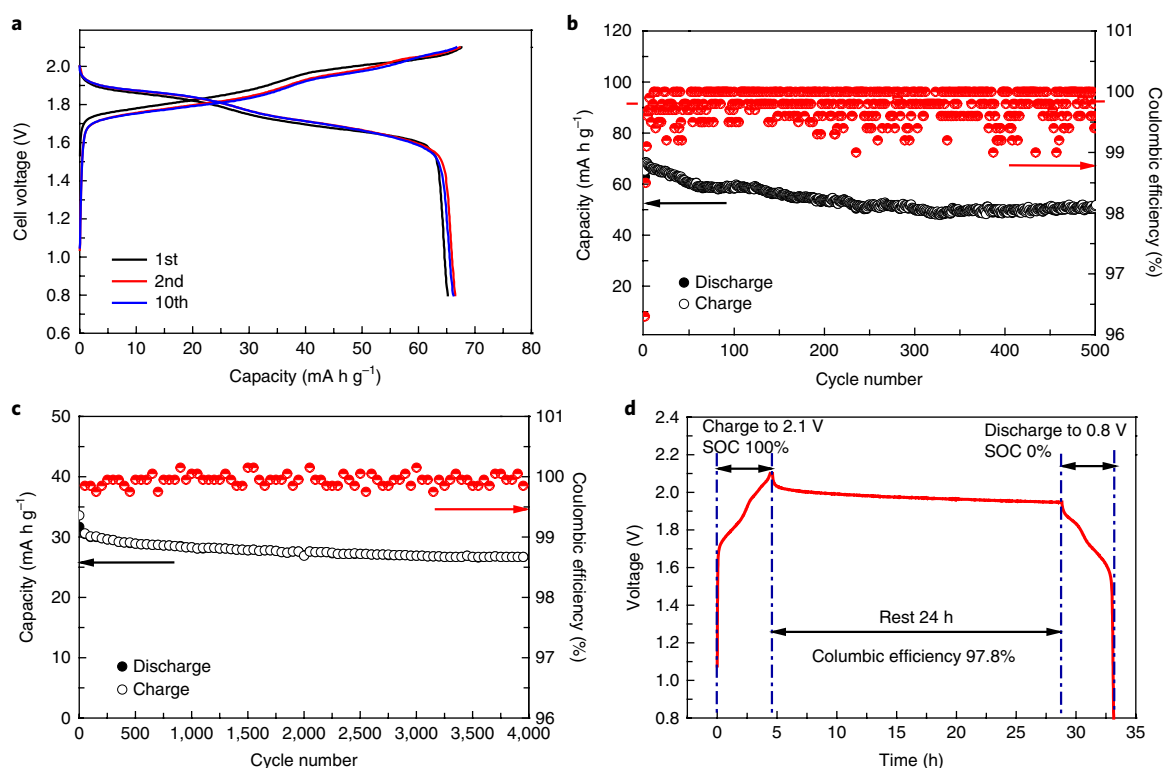 a
2.0
1.8
1.6
1.4
1.2
1.0
0.8
0.6
Cell voltage (V)
1st
2nd
10th
0 10 20 30 40 50 60 70 80
Capacity (mA h g–1)
b
120
100
80
60
40
20
0
Capacity (mA h g–1)
101
100
99
98
97
96
Coulombic efficiency (%)
Discharge
Charge
0 100 200 300 400 500
Cycle number
c
50
40
30
20
10
0
Capacity (mA h g–1)
101
100
99
98
97
96
Coulombic efficiency (%)
Discharge
Charge
0 500 1,000 1,500 2,000 2,500 3,000 3,500 4,000
Cycle number
d
2.4
2.2
2.0
1.8
1.6
1.4
1.2
1.0
0.8
Voltage (V)
Charge to 2.1 V
SOC 100%
Discharge to 0.8 V
SOC 0%
Rest 24 h
Columbic efficiency 97.8%
0 5 10 15 20 25 30 35
Time (h)